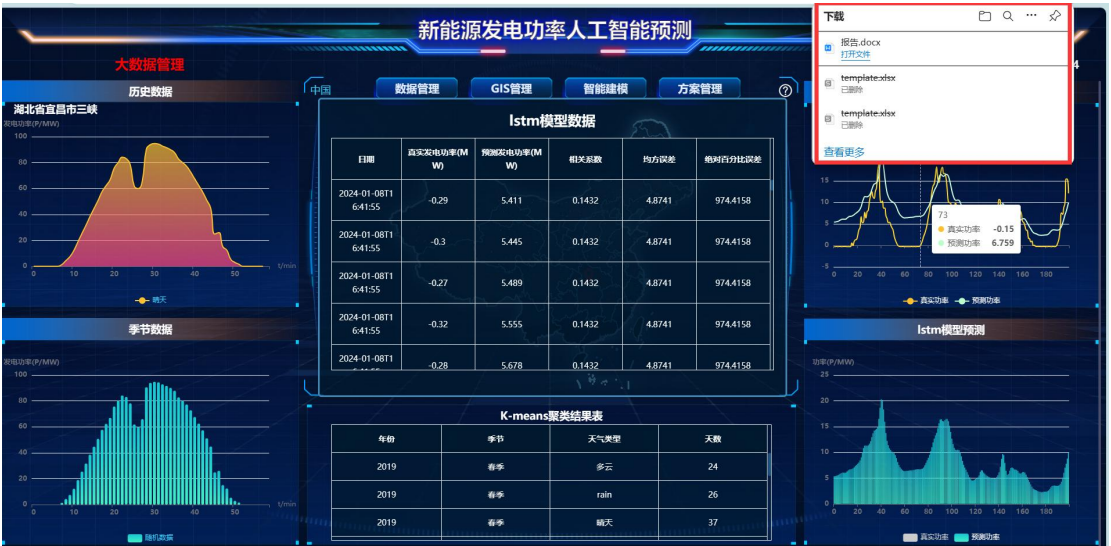 新能源发电功率人工智能预测
下载
报告.docx
打开文件
template.xlsx
已删除
template.xlsx
已删除
查看更多
4
大数据管理
历史数据
湖北省宜昌市三峡
发电功率(P/MW)
100
80
60
40
20
0
0 10 20 30 40 50
t/min
晴天
季节数据
发电功率(P/MW)
100
80
60
40
20
0
0 10 20 30 40 50
t/min
随机数据
中国
数据管理 GIS管理 智能建模 方案管理 ?
lstm模型数据
日期 真实发电功率(MW) 预测发电功率(MW) 相关系数 均方误差 绝对百分比误差
2024-01-08T16:41:55 -0.29 5.411 0.1432 4.8741 974.4158
2024-01-08T16:41:55 -0.3 5.445 0.1432 4.8741 974.4158
2024-01-08T16:41:55 -0.27 5.489 0.1432 4.8741 974.4158
2024-01-08T16:41:55 -0.32 5.555 0.1432 4.8741 974.4158
2024-01-08T1 -0.28 5.678 0.1432 4.8741 974.4158
K-means聚类结果表
年份 季节 天气类型 天数
2019 春季 多云 24
2019 春季 rain 26
2019 春季 晴天 37
15
10
5
0
-5
0 20 40 60 80 100 120 140 160 180
73
真实功率 -0.15
预测功率 6.759
真实功率 预测功率
lstm模型预测
功率(P/MW)
25
20
15
10
5
0
0 20 40 60 80 100 120 140 160 180
真实功率 预测功率